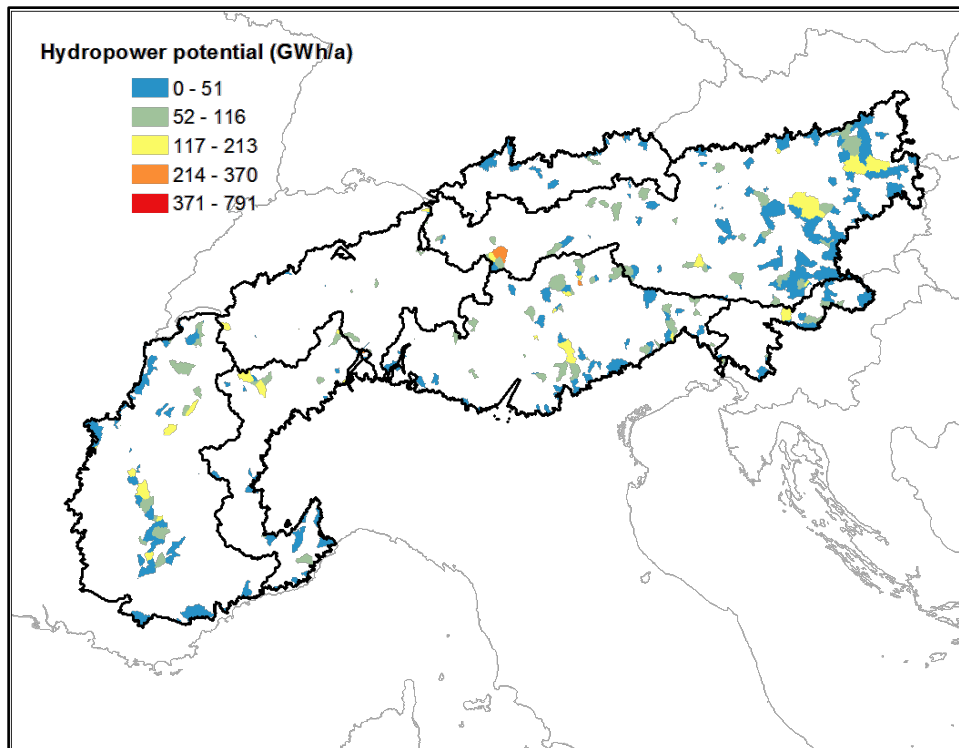 Hydropower potential (GWh/a)
0 - 51
52 - 116
117 - 213
214 - 370
371 - 791